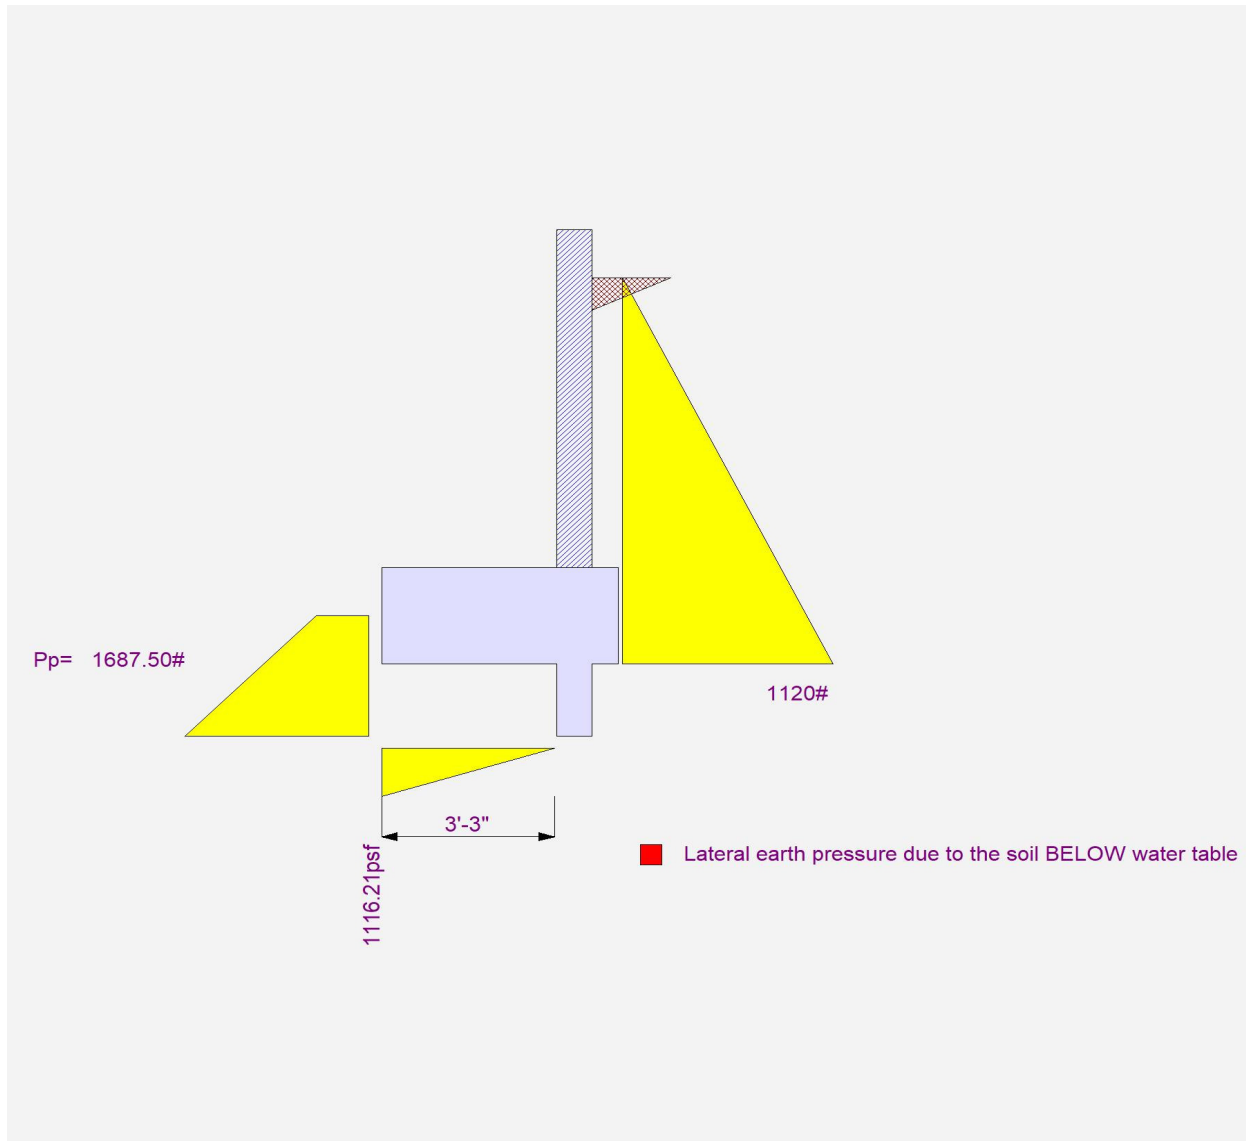 Pp= 1687.50#
1120#
3'-3"
1116.21psf
Lateral earth pressure due to the soil BELOW water table